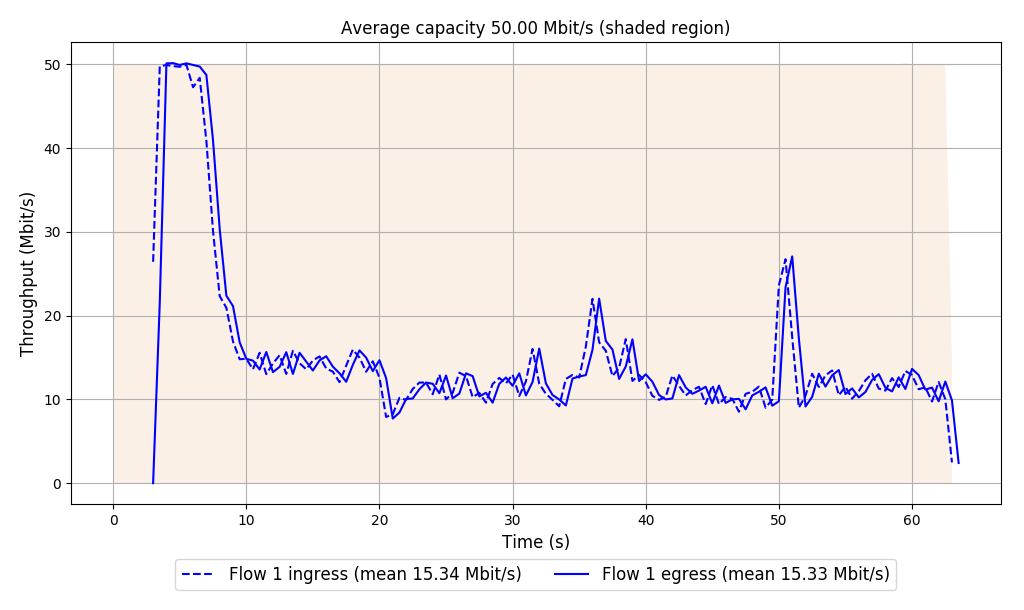 Average capacity 50.00 Mbit/s (shaded region)
Throughput (Mbit/s)
50
40
30
20
10
0
0 10 20 30 40 50 60
Time (s)
Flow 1 ingress (mean 15.34 Mbit/s) Flow 1 egress (mean 15.33 Mbit/s)